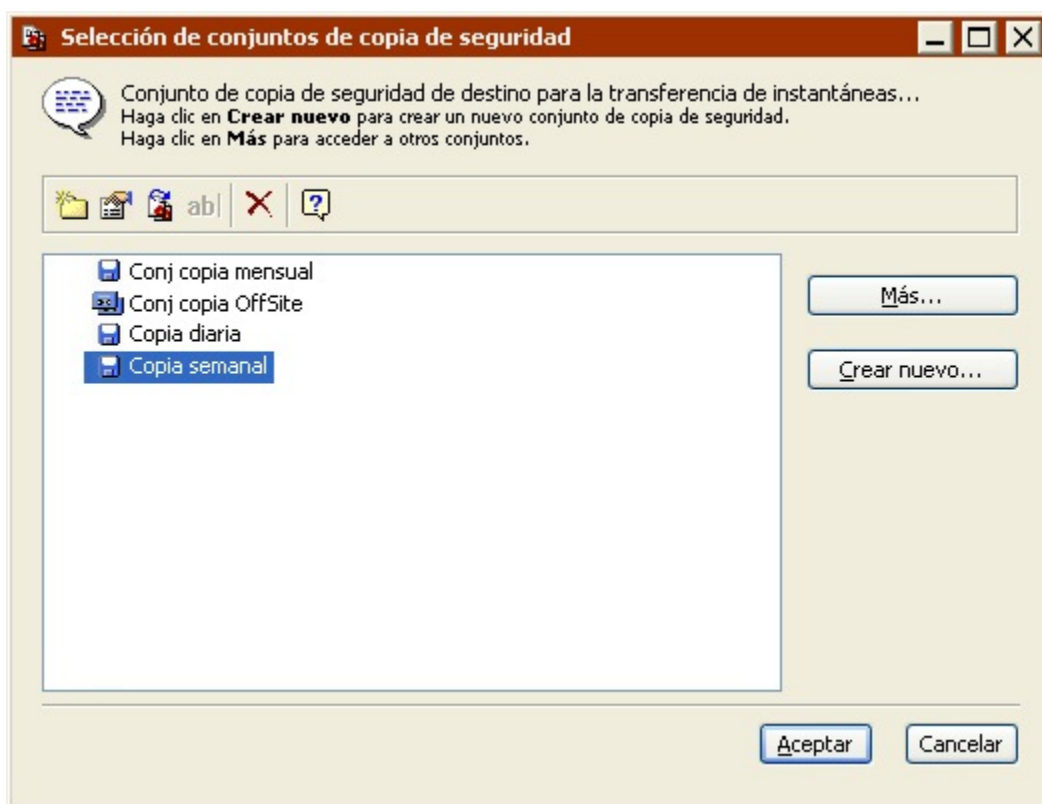 Selección de conjuntos de copia de seguridad
Conjunto de copia de seguridad de destino para la transferencia de instantáneas...
Haga clic en Crear nuevo para crear un nuevo conjunto de copia de seguridad.
Haga clic en Más para acceder a otros conjuntos.
ab|
Conj copia mensual
Conj copia OffSite
Copia diaria
Copia semanal
Más...
Crear nuevo...
Aceptar
Cancelar